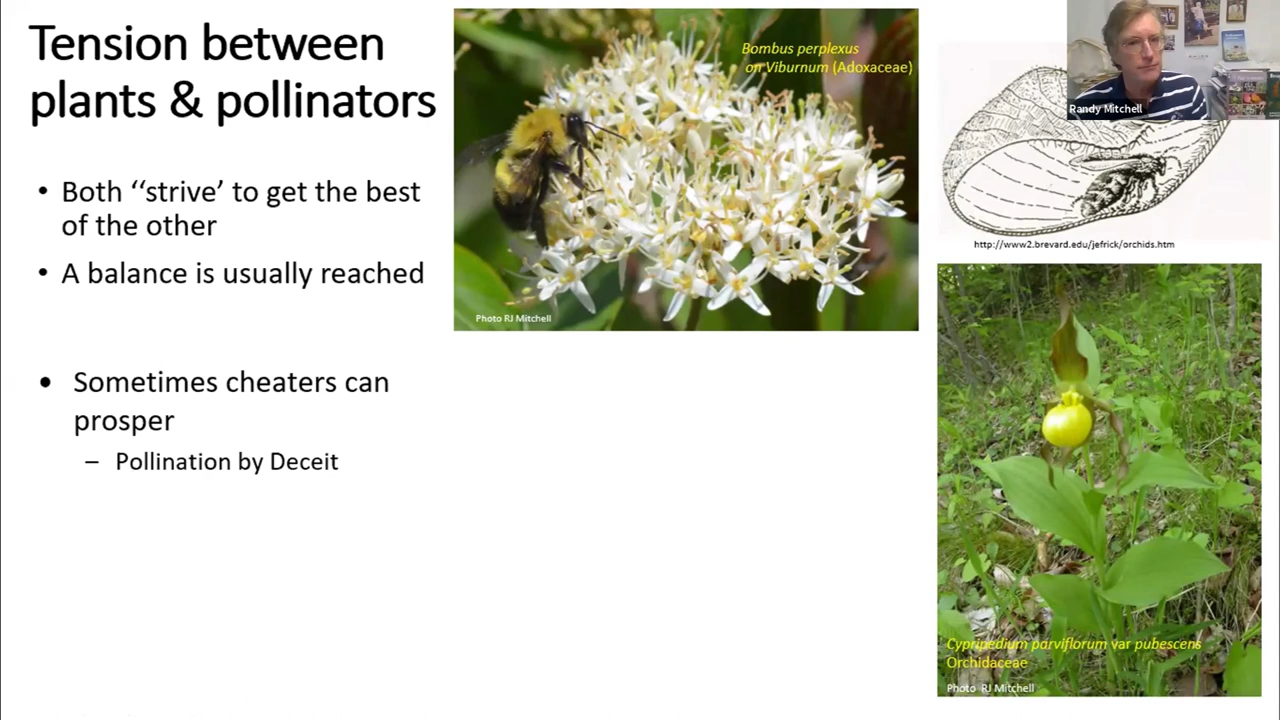 Tension between
plants & pollinators
• Both ‘‘strive’ to get the best
of the other
• A balance is usually reached
• Sometimes cheaters can
prosper
– Pollination by Deceit
Bombus perplexus
on Viburnum (Adoxaceae)
Photo RJ Mitchell
Randy Mitchell
http://www2.brevard.edu/jefrick/orchids.htm
Cypripedium parviflorum var pubescens
Orchidaceae
Photo RJ Mitchell